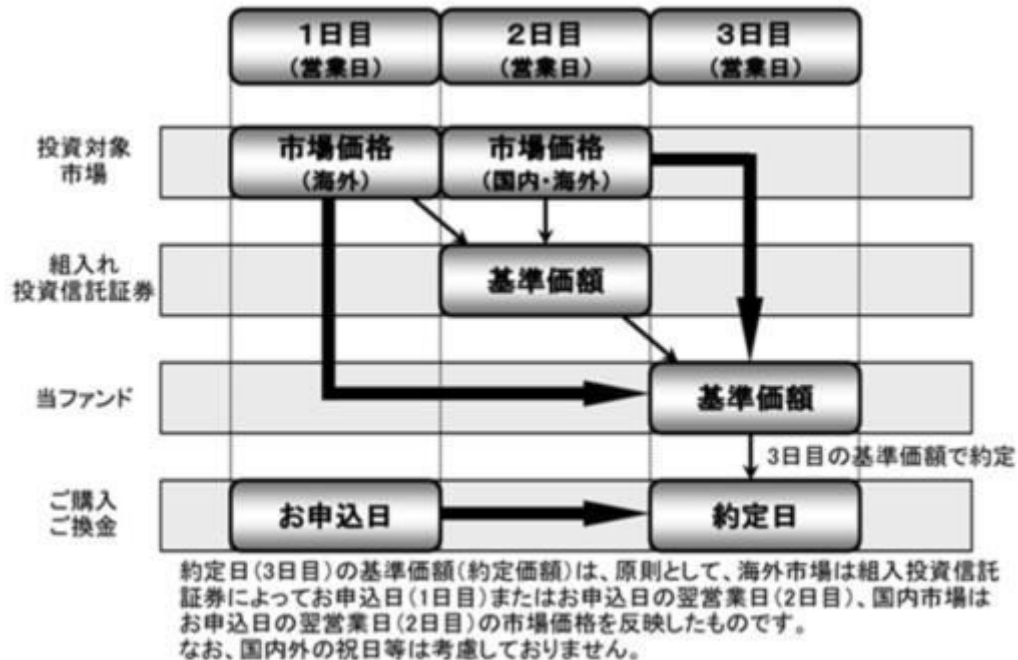 1日目 2日目 3日目
(営業日) (営業日) (営業日)
投資対象
市場
市場価格 市場価格
(海外) (国内・海外)
組入れ
投資信託証券
基準価額
当ファンド
基準価額
3日目の基準価額で約定
ご購入
ご換金
お申込日 約定日
約定日(3日目)の基準価額(約定価額)は、原則として、海外市場は組入投資信託
証券によってお申込日(1日目)またはお申込日の翌営業日(2日目)、国内市場は
お申込日の翌営業日(2日目)の市場価格を反映したものです。
なお、国内外の祝日等は考慮しておりません。